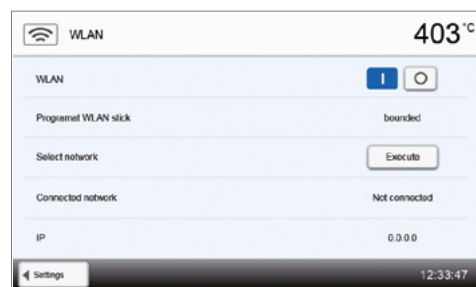 WLAN
403 °C
WLAN I O
Programat WLAN stick bounded
Select network Execute
Connected network Not connected
IP 0.0.0.0
Settings 12:33:47